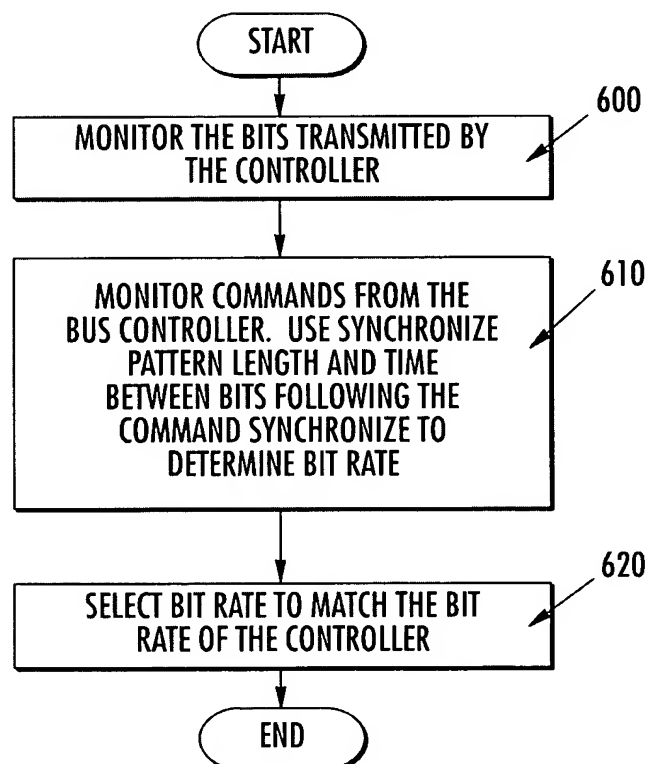 START
600
MONITOR THE BITS TRANSMITTED BY
THE CONTROLLER
610
MONITOR COMMANDS FROM THE
BUS CONTROLLER. USE SYNCHRONIZE
PATTERN LENGTH AND TIME
BETWEEN BITS FOLLOWING THE
COMMAND SYNCHRONIZE TO
DETERMINE BIT RATE
620
SELECT BIT RATE TO MATCH THE BIT
RATE OF THE CONTROLLER
END